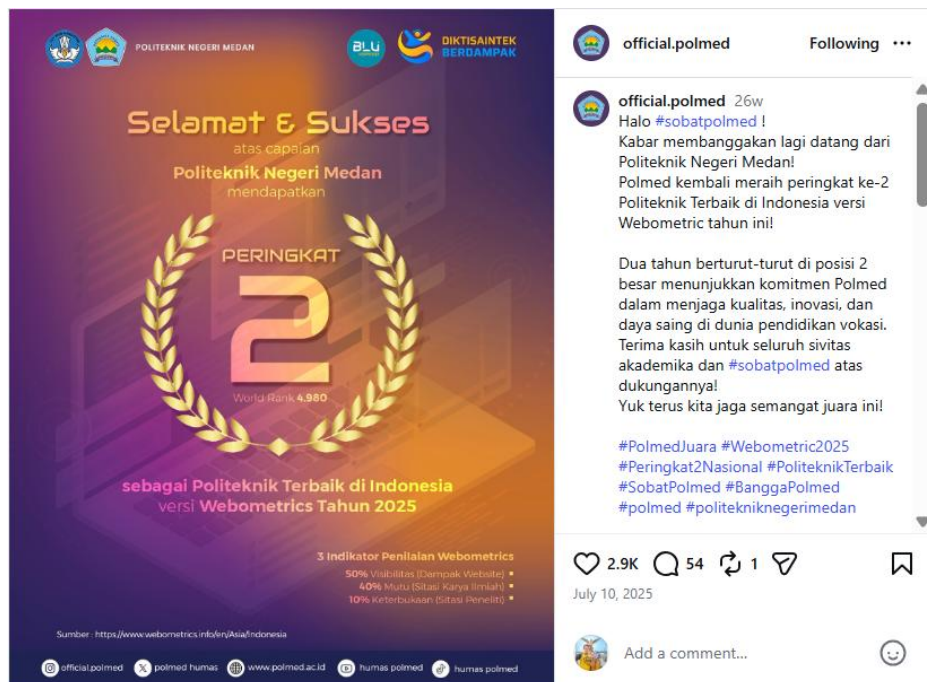 POLITEKNIK NEGERI MEDAN
BLU
DIKTISAINTEK
BERDAMPAK
Selamat & Sukses
atas capaian
Politeknik Negeri Medan
mendapatkan
PERINGKAT
2
World Rank 4.980
sebagai Politeknik Terbaik di Indonesia
versi Webometrics Tahun 2025
3 Indikator Penilaian Webometrics
50% Visibilitas (Dampak Website)
40% Mutu (Sitasi Karya Ilmiah)
10% Keterbukaan (Sitasi Peneliti)
Sumber : https://www.webometrics.info/en/Asia/Indonesia
official.polmed
polmed humas
www.polmed.ac.id
humas polmed
humas polmed
official.polmed Following
official.polmed 26w
Halo #sobatpolmed !
Kabar membanggakan lagi datang dari
Politeknik Negeri Medan!
Polmed kembali meraih peringkat ke-2
Politeknik Terbaik di Indonesia versi
Webometric tahun ini!
Dua tahun berturut-turut di posisi 2
besar menunjukkan komitmen Polmed
dalam menjaga kualitas, inovasi, dan
daya saing di dunia pendidikan vokasi.
Terima kasih untuk seluruh sivitas
akademika dan #sobatpolmed atas
dukungannya!
Yuk terus kita jaga semangat juara ini!
#PolmedJuara #Webometric2025
#Peringkat2Nasional #PoliteknikTerbaik
#SobatPolmed #BanggaPolmed
#polmed #politekniknegerimedan
2.9K 54 1
July 10, 2025
Add a comment...